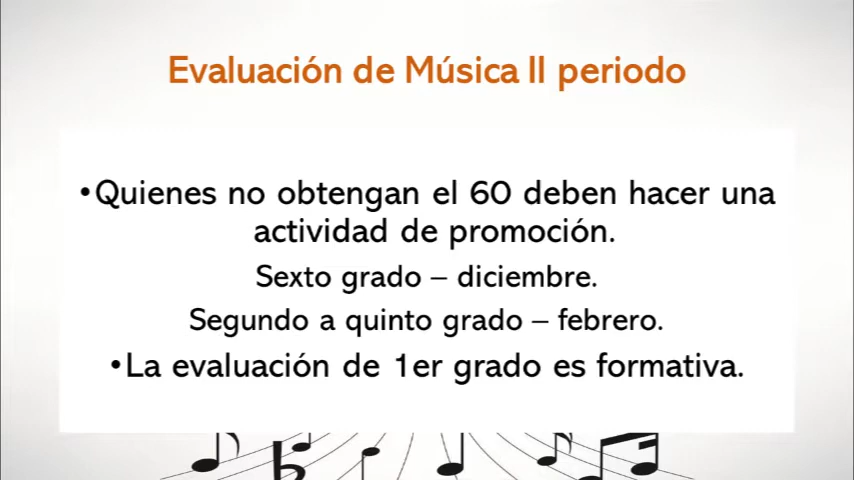 Evaluación de Música II periodo
•Quienes no obtengan el 60 deben hacer una
actividad de promoción.
Sexto grado – diciembre.
Segundo a quinto grado – febrero.
•La evaluación de 1er grado es formativa.